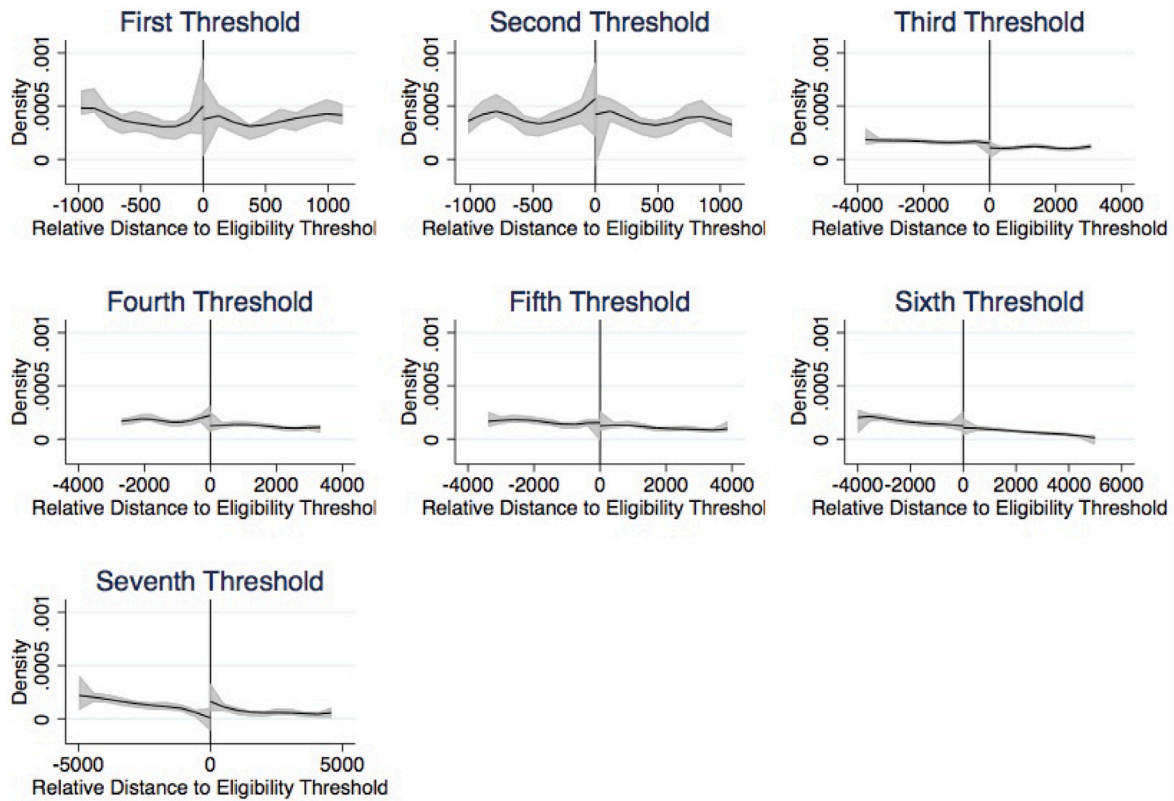 First Threshold
Density
0 .0005 .001
-1000 -500 0 500 1000
Relative Distance to Eligibility Threshol
Second Threshold
Density
0 .0005 .001
-1000 -500 0 500 1000
Relative Distance to Eligibility Threshol
Third Threshold
Density
0 .0005 .001
-4000 -2000 0 2000 4000
Relative Distance to Eligibility Threshold
Fourth Threshold
Density
0 .0005 .001
-4000 -2000 0 2000 4000
Relative Distance to Eligibility Threshol
Fifth Threshold
Density
0 .0005 .001
-4000 -2000 0 2000 4000
Relative Distance to Eligibility Threshol
Sixth Threshold
Density
0 .0005 .001
-4000 -2000 0 2000 4000 6000
Relative Distance to Eligibility Threshold
Seventh Threshold
Density
0 .0005 .001
-5000 0 5000
Relative Distance to Eligibility Threshold